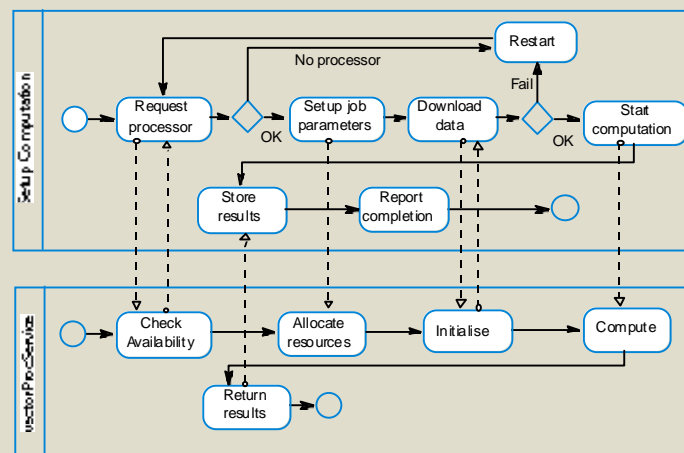 Setup Computation
Restart
No processor
Fail
Request
processor
OK
Setup job
parameters
Download
data
OK
Start
computation
Store
results
Report
completion
vectorProcService
Check
Availability
Allocate
resources
Initialise
Compute
Return
results